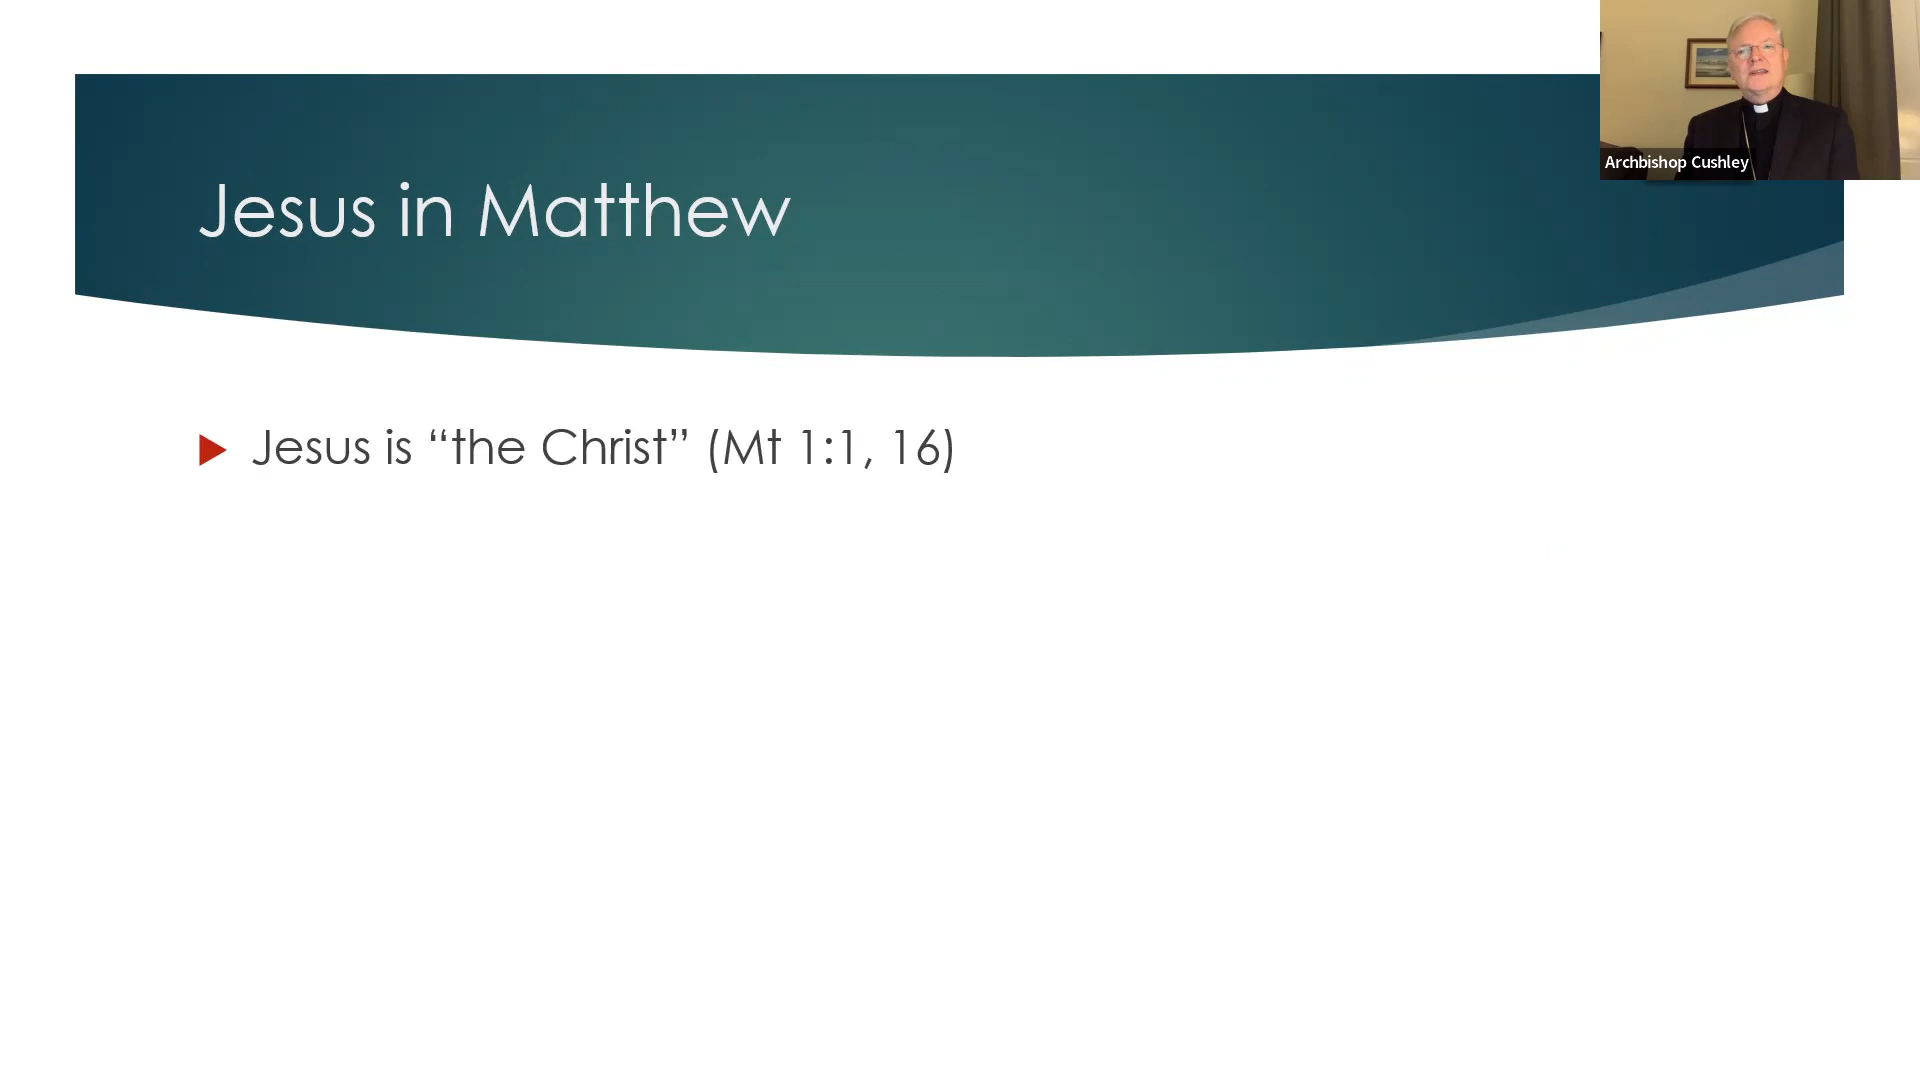 Archbishop Cushley
Jesus in Matthew
Jesus is “the Christ” (Mt 1:1, 16)